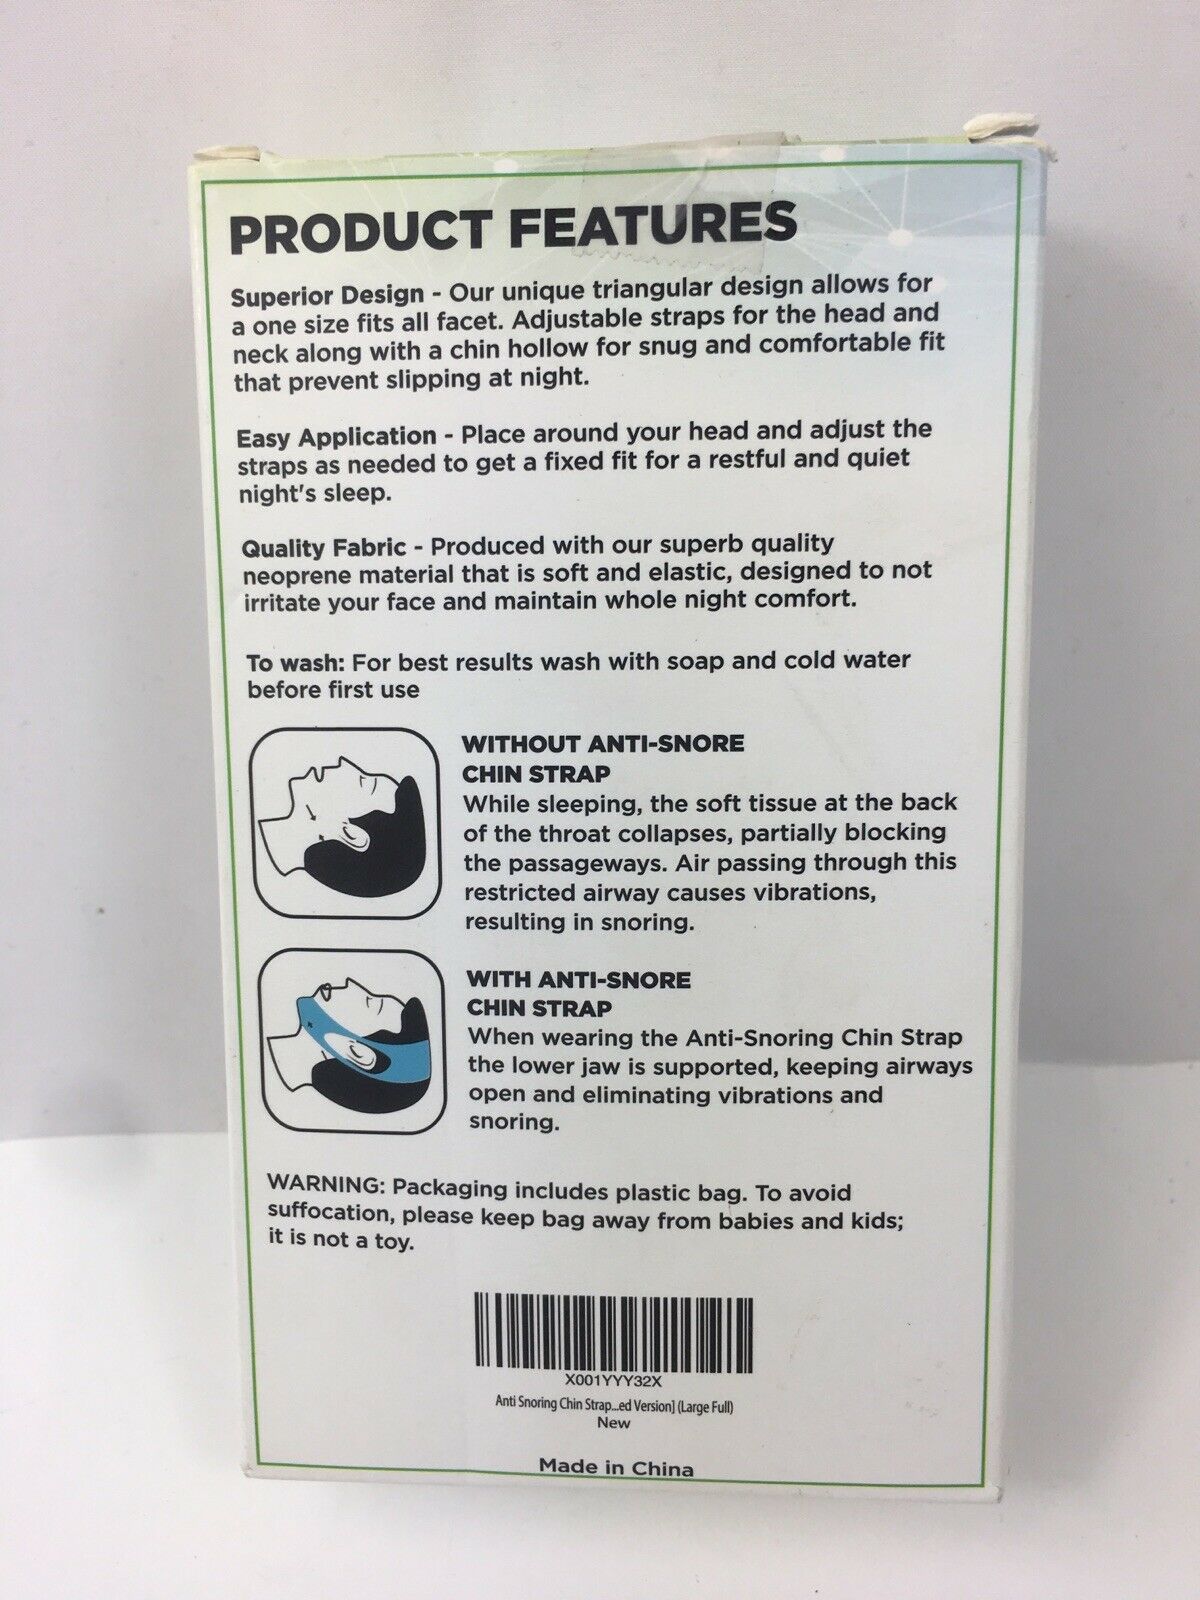 PRODUCT FEATURES
Superior Design - Our unique triangular design allows for
a one size fits all facet. Adjustable straps for the head and
neck along with a chin hollow for snug and comfortable fit
that prevent slipping at night.
Easy Application - Place around your head and adjust the
straps as needed to get a fixed fit for a restful and quiet
night's sleep.
Quality Fabric - Produced with our superb quality
neoprene material that is soft and elastic, designed to not
irritate your face and maintain whole night comfort.
To wash: For best results wash with soap and cold water
before first use
WITHOUT ANTI-SNORE
CHIN STRAP
While sleeping, the soft tissue at the back
of the throat collapses, partially blocking
the passageways. Air passing through this
restricted airway causes vibrations,
resulting in snoring.
WITH ANTI-SNORE
CHIN STRAP
When wearing the Anti-Snoring Chin Strap
the lower jaw is supported, keeping airways
open and eliminating vibrations and
snoring.
WARNING: Packaging includes plastic bag. To avoid
suffocation, please keep bag away from babies and kids;
it is not a toy.
X001YYY32X
Anti Snoring Chin Strap...ed Version] (Large Full)
New
Made in China